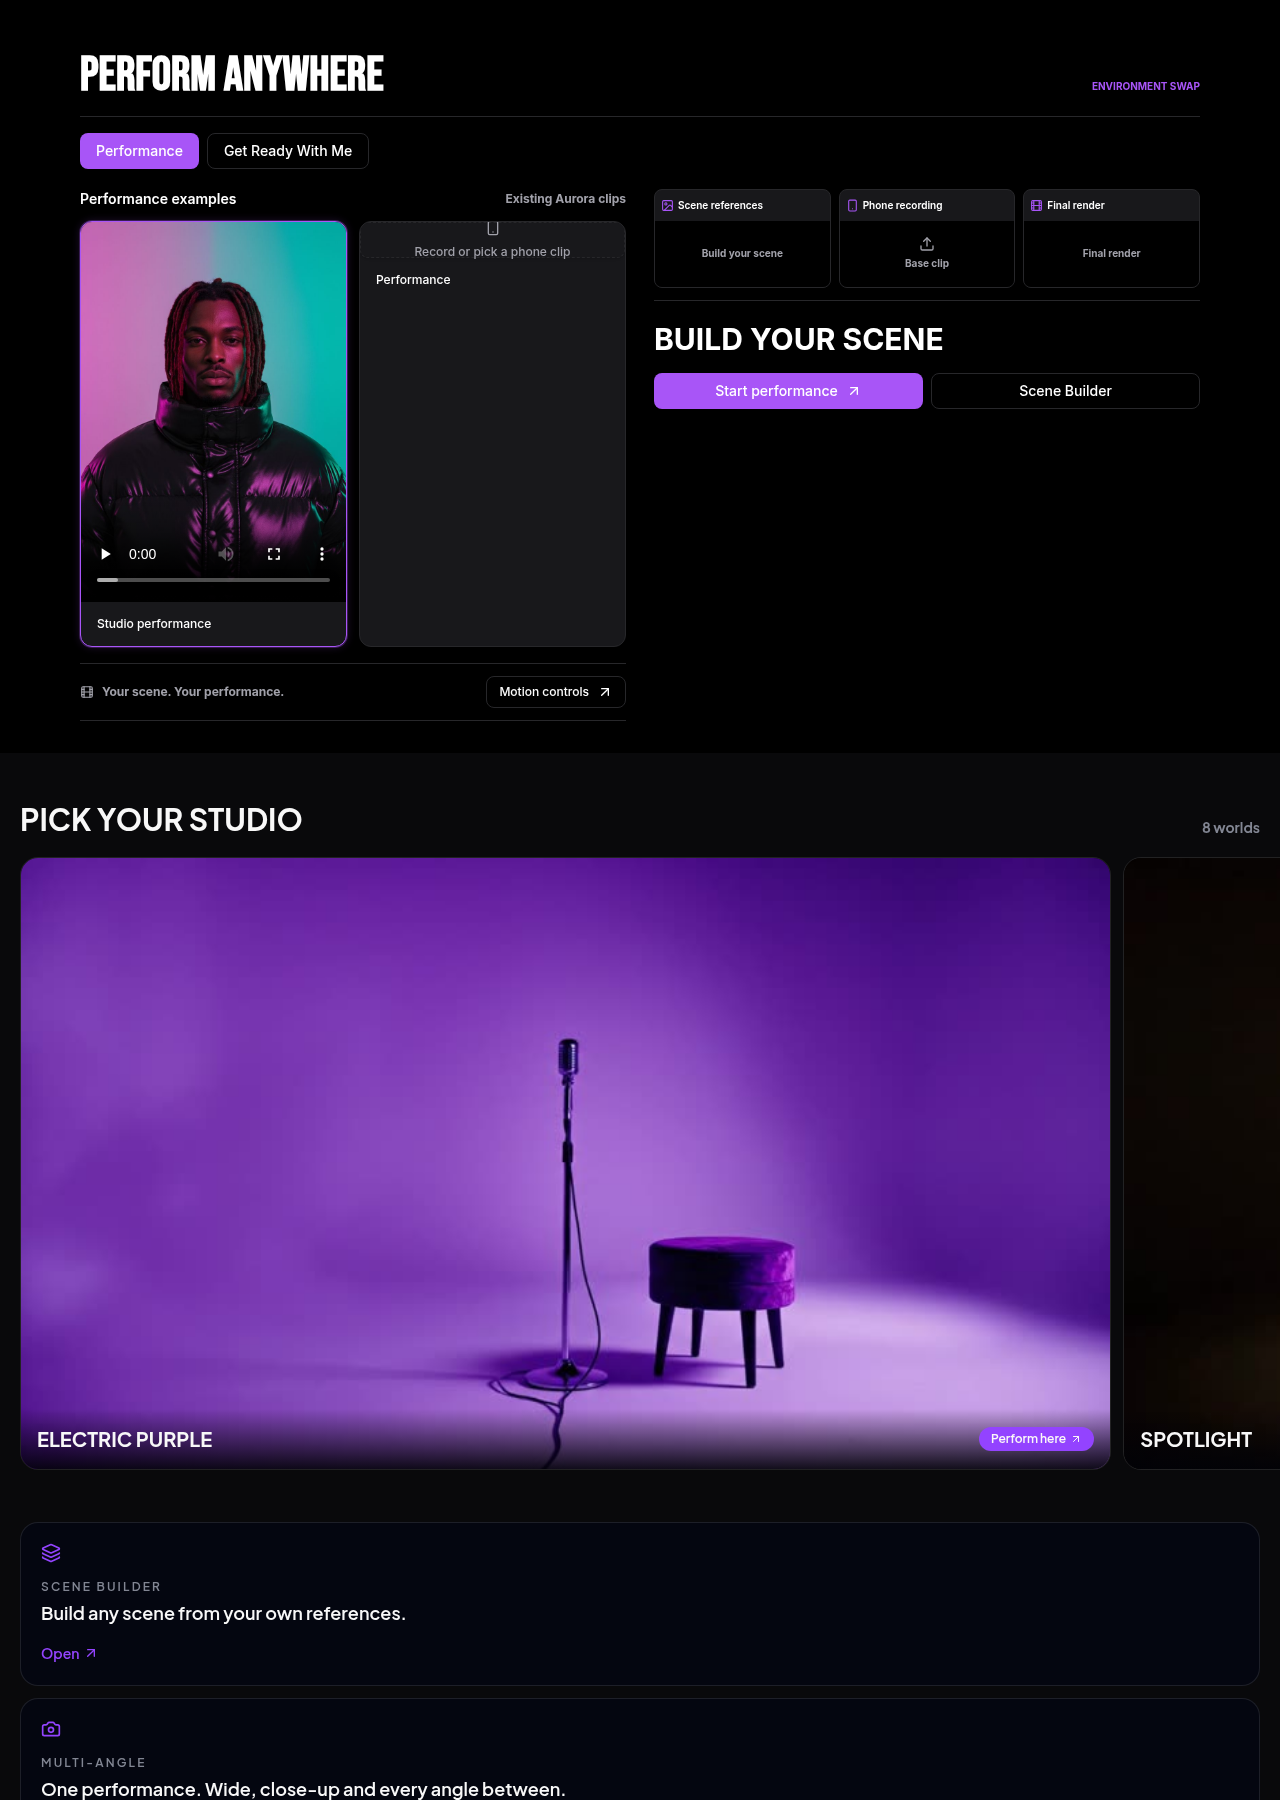 PERFORM ANYWHERE
ENVIRONMENT SWAP
Performance
Get Ready With Me
Performance examples
Existing Aurora clips
0:00
Studio performance
Record or pick a phone clip
Performance
Your scene. Your performance.
Motion controls
Scene references
Build your scene
Phone recording
Base clip
Final render
Final render
BUILD YOUR SCENE
Start performance
Scene Builder
PICK YOUR STUDIO
8 worlds
ELECTRIC PURPLE
Perform here
SPOTLIGHT
SCENE BUILDER
Build any scene from your own references.
Open
MULTI-ANGLE
One performance. Wide, close-up and every angle between.